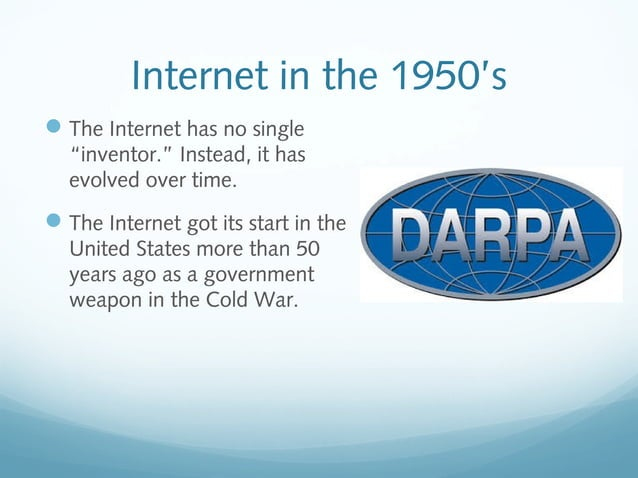 Internet in the 1950's
The Internet has no single
“inventor.” Instead, it has
evolved over time.
DARPA
The Internet got its start in the
United States more than 50
years ago as a government
weapon in the Cold War.